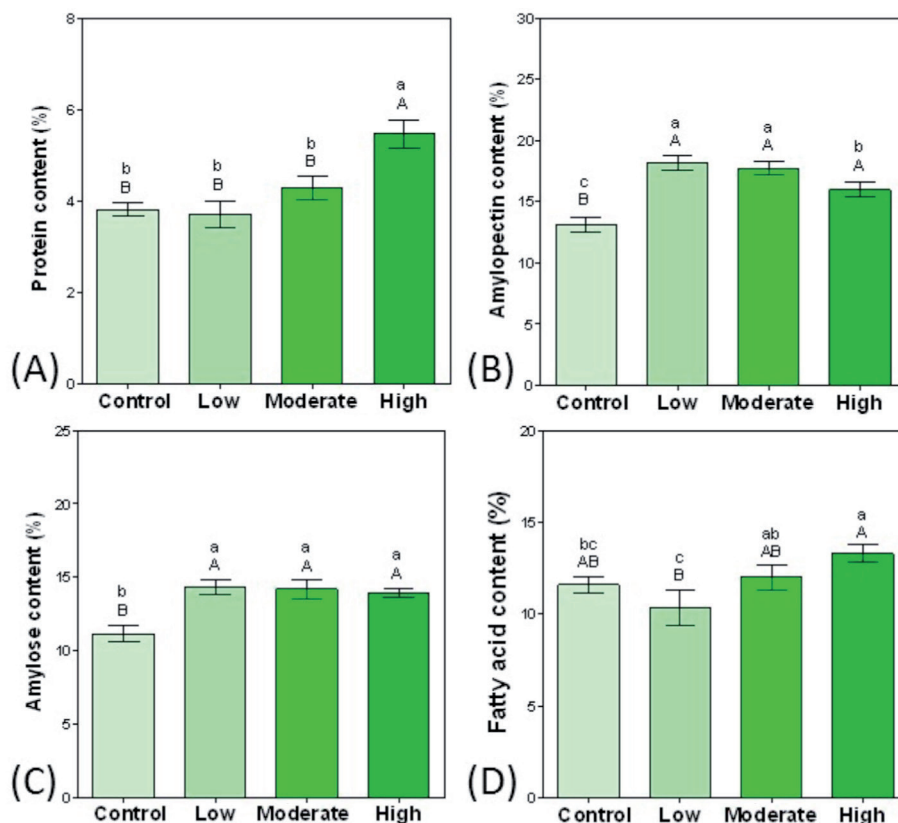 8
6
4
2
0
Protein content (%)
b
B
b
B
b
B
a
A
(A)
Control Low Moderate High
30
25
20
15
10
5
0
Amylopectin content (%)
c
B
a
A
a
A
b
A
(B)
Control Low Moderate High
25
20
15
10
5
0
Amylose content (%)
b
B
a
A
a
A
a
A
(C)
Control Low Moderate High
20
15
10
5
0
Fatty acid content (%)
bc
AB
c
B
ab
AB
a
A
(D)
Control Low Moderate High